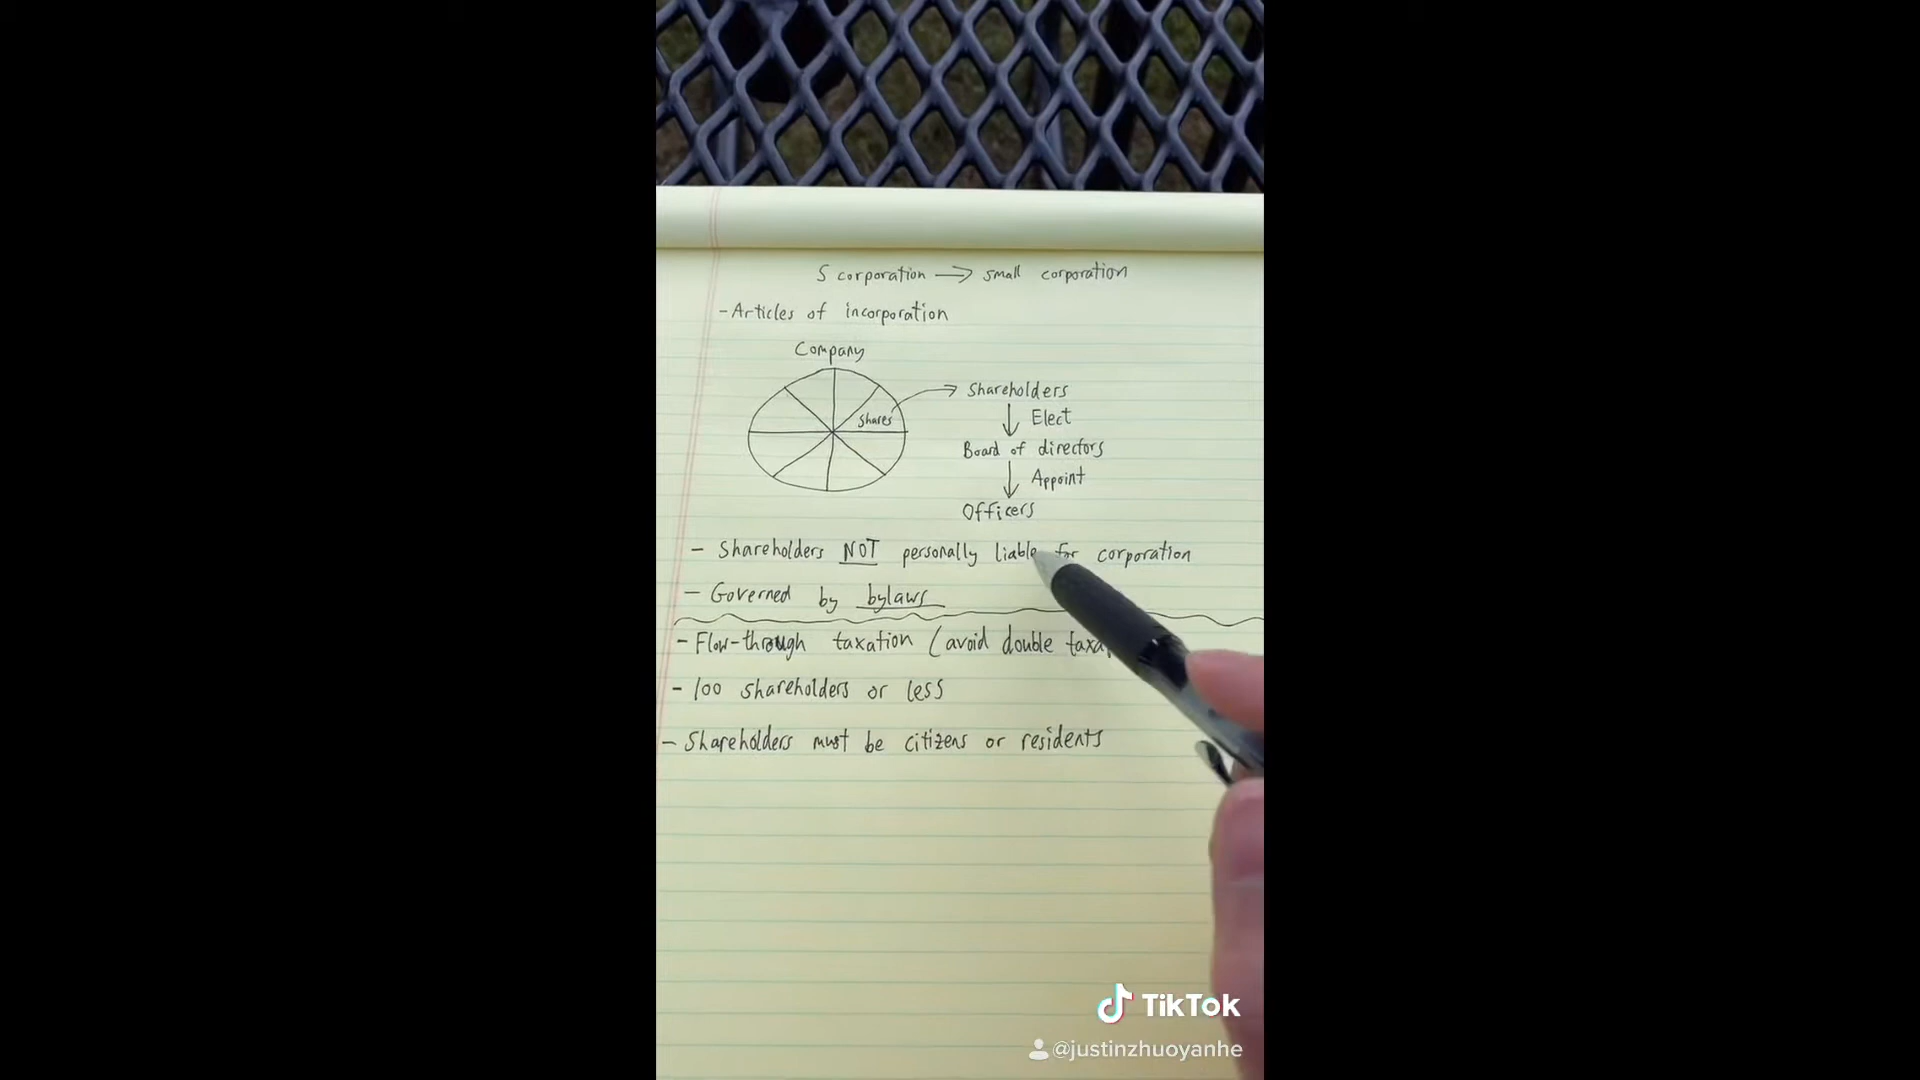 S corporation → small corporation
- Articles of incorporation
Company
Shares
Shareholders
Elect
Board of directors
Appoint
Officers
- Shareholders NOT personally liable for corporation
- Governed by bylaws
- Flow-through taxation (avoid double
- 100 shareholders or less
- Shareholders must be citizens or residents
TikTok
@justinzhuoyanhe